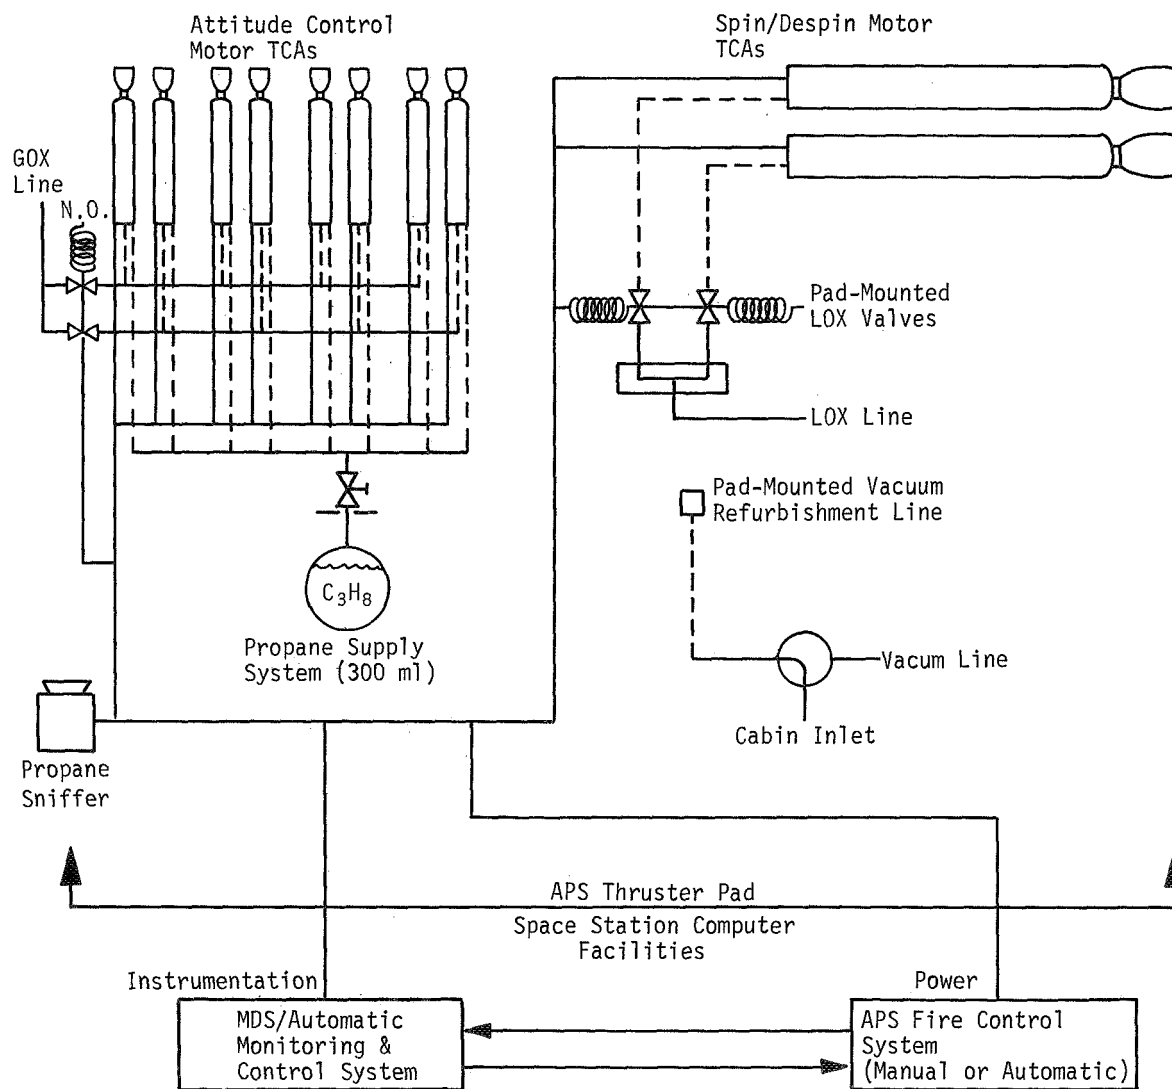 Attitude Control
Motor TCAs
Spin/Despin Motor
TCAs
GOX
Line
N.O.
Pad-Mounted
LOX Valves
LOX Line
Pad-Mounted Vacuum
Refurbishment Line
C3H8
Propane Supply
System (300 ml)
Vacum Line
Cabin Inlet
Propane
Sniffer
APS Thruster Pad
Space Station Computer
Facilities
Instrumentation
Power
MDS/Automatic
Monitoring &
Control System
APS Fire Control
System
(Manual or Automatic)